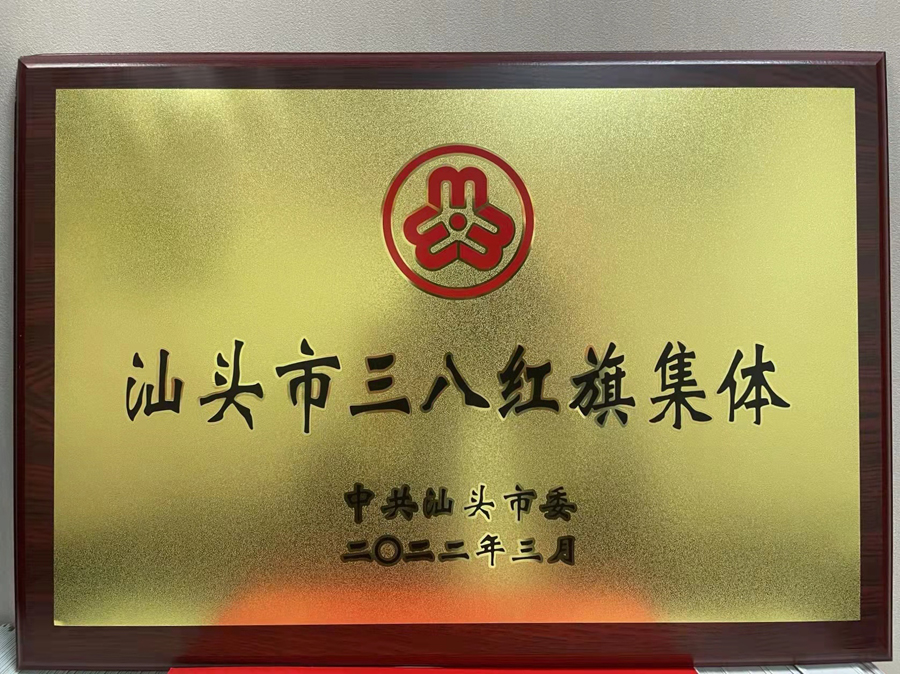 汕头市三八红旗集体
中共汕头市委
二〇二二年三月